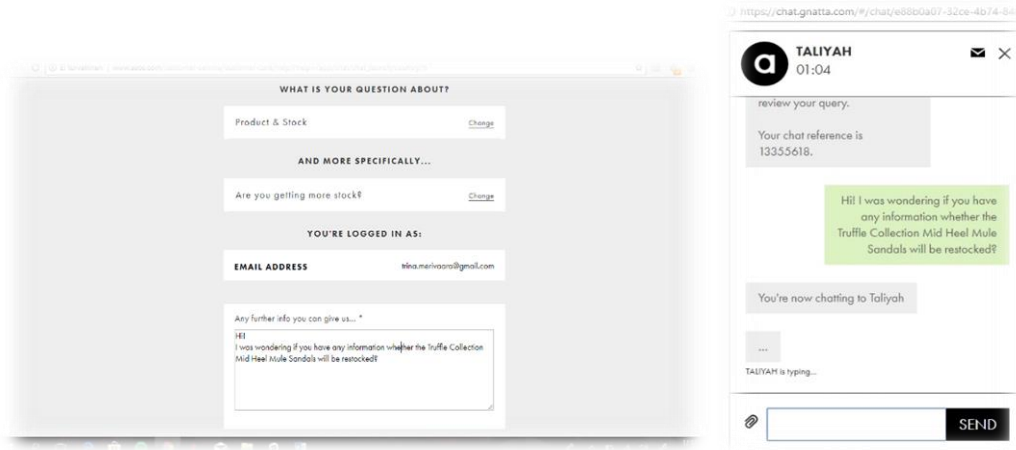 WHAT IS YOUR QUESTION ABOUT?
Product & Stock
Change
AND MORE SPECIFICALLY...
Are you getting more stock?
Change
YOU'RE LOGGED IN AS:
EMAIL ADDRESS
trina.merivaara@gmail.com
Any further info you can give us... *
Hi!
I was wondering if you have any information whether the Truffle Collection
Mid Heel Mule Sandals will be restocked?
https://chat.gnatta.com/#/chat/e88b0a07-32ce-4b74-
a
TALIYAH
01:04
review your query.
Your chat reference is
13355618.
Hi! I was wondering if you have
any information whether the
Truffle Collection Mid Heel Mule
Sandals will be restocked?
You're now chatting to Taliyah
...
TALIYAH is typing...
SEND